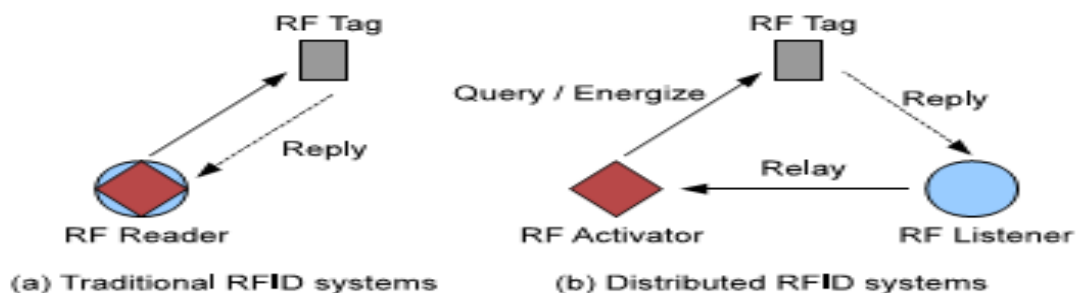 RF Tag
Reply
RF Reader
(a) Traditional RFID systems
RF Tag
Query / Energize
Reply
Relay
RF Activator
RF Listener
(b) Distributed RFID systems